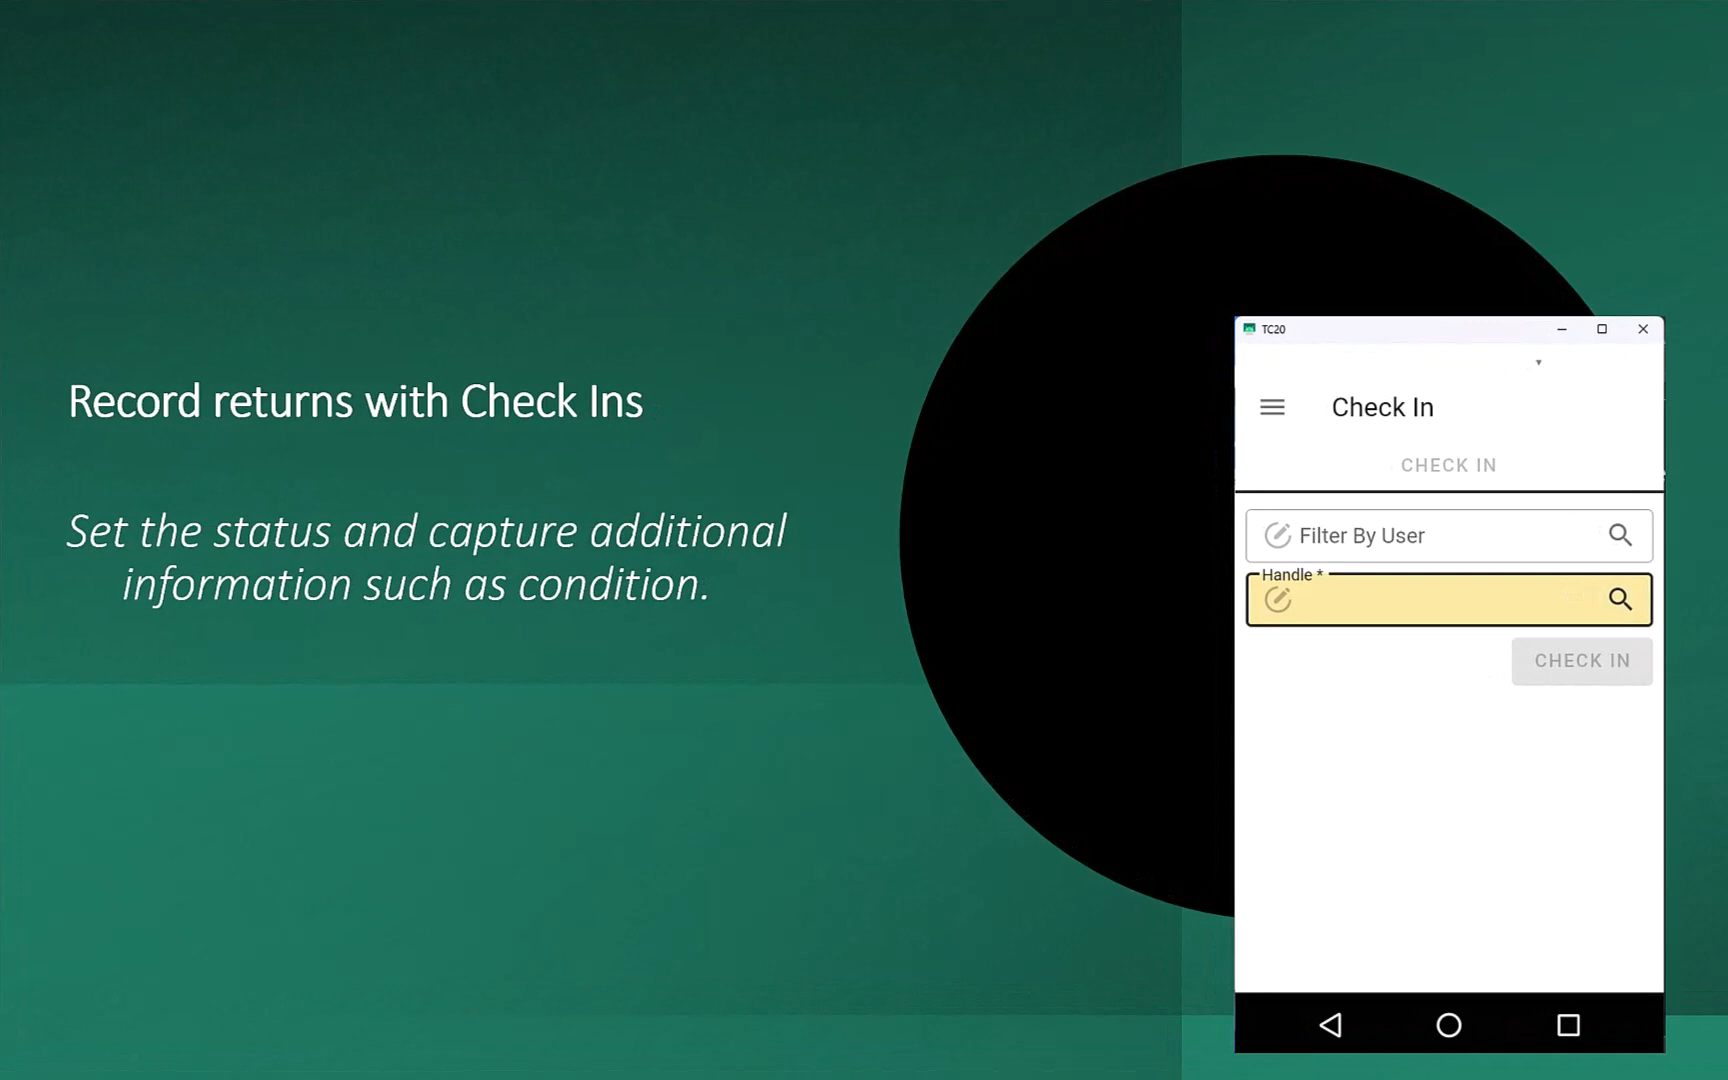 Record returns with Check Ins
Set the status and capture additional
information such as condition.
TC20
Check In
CHECK IN
Filter By User
Handle *
CHECK IN